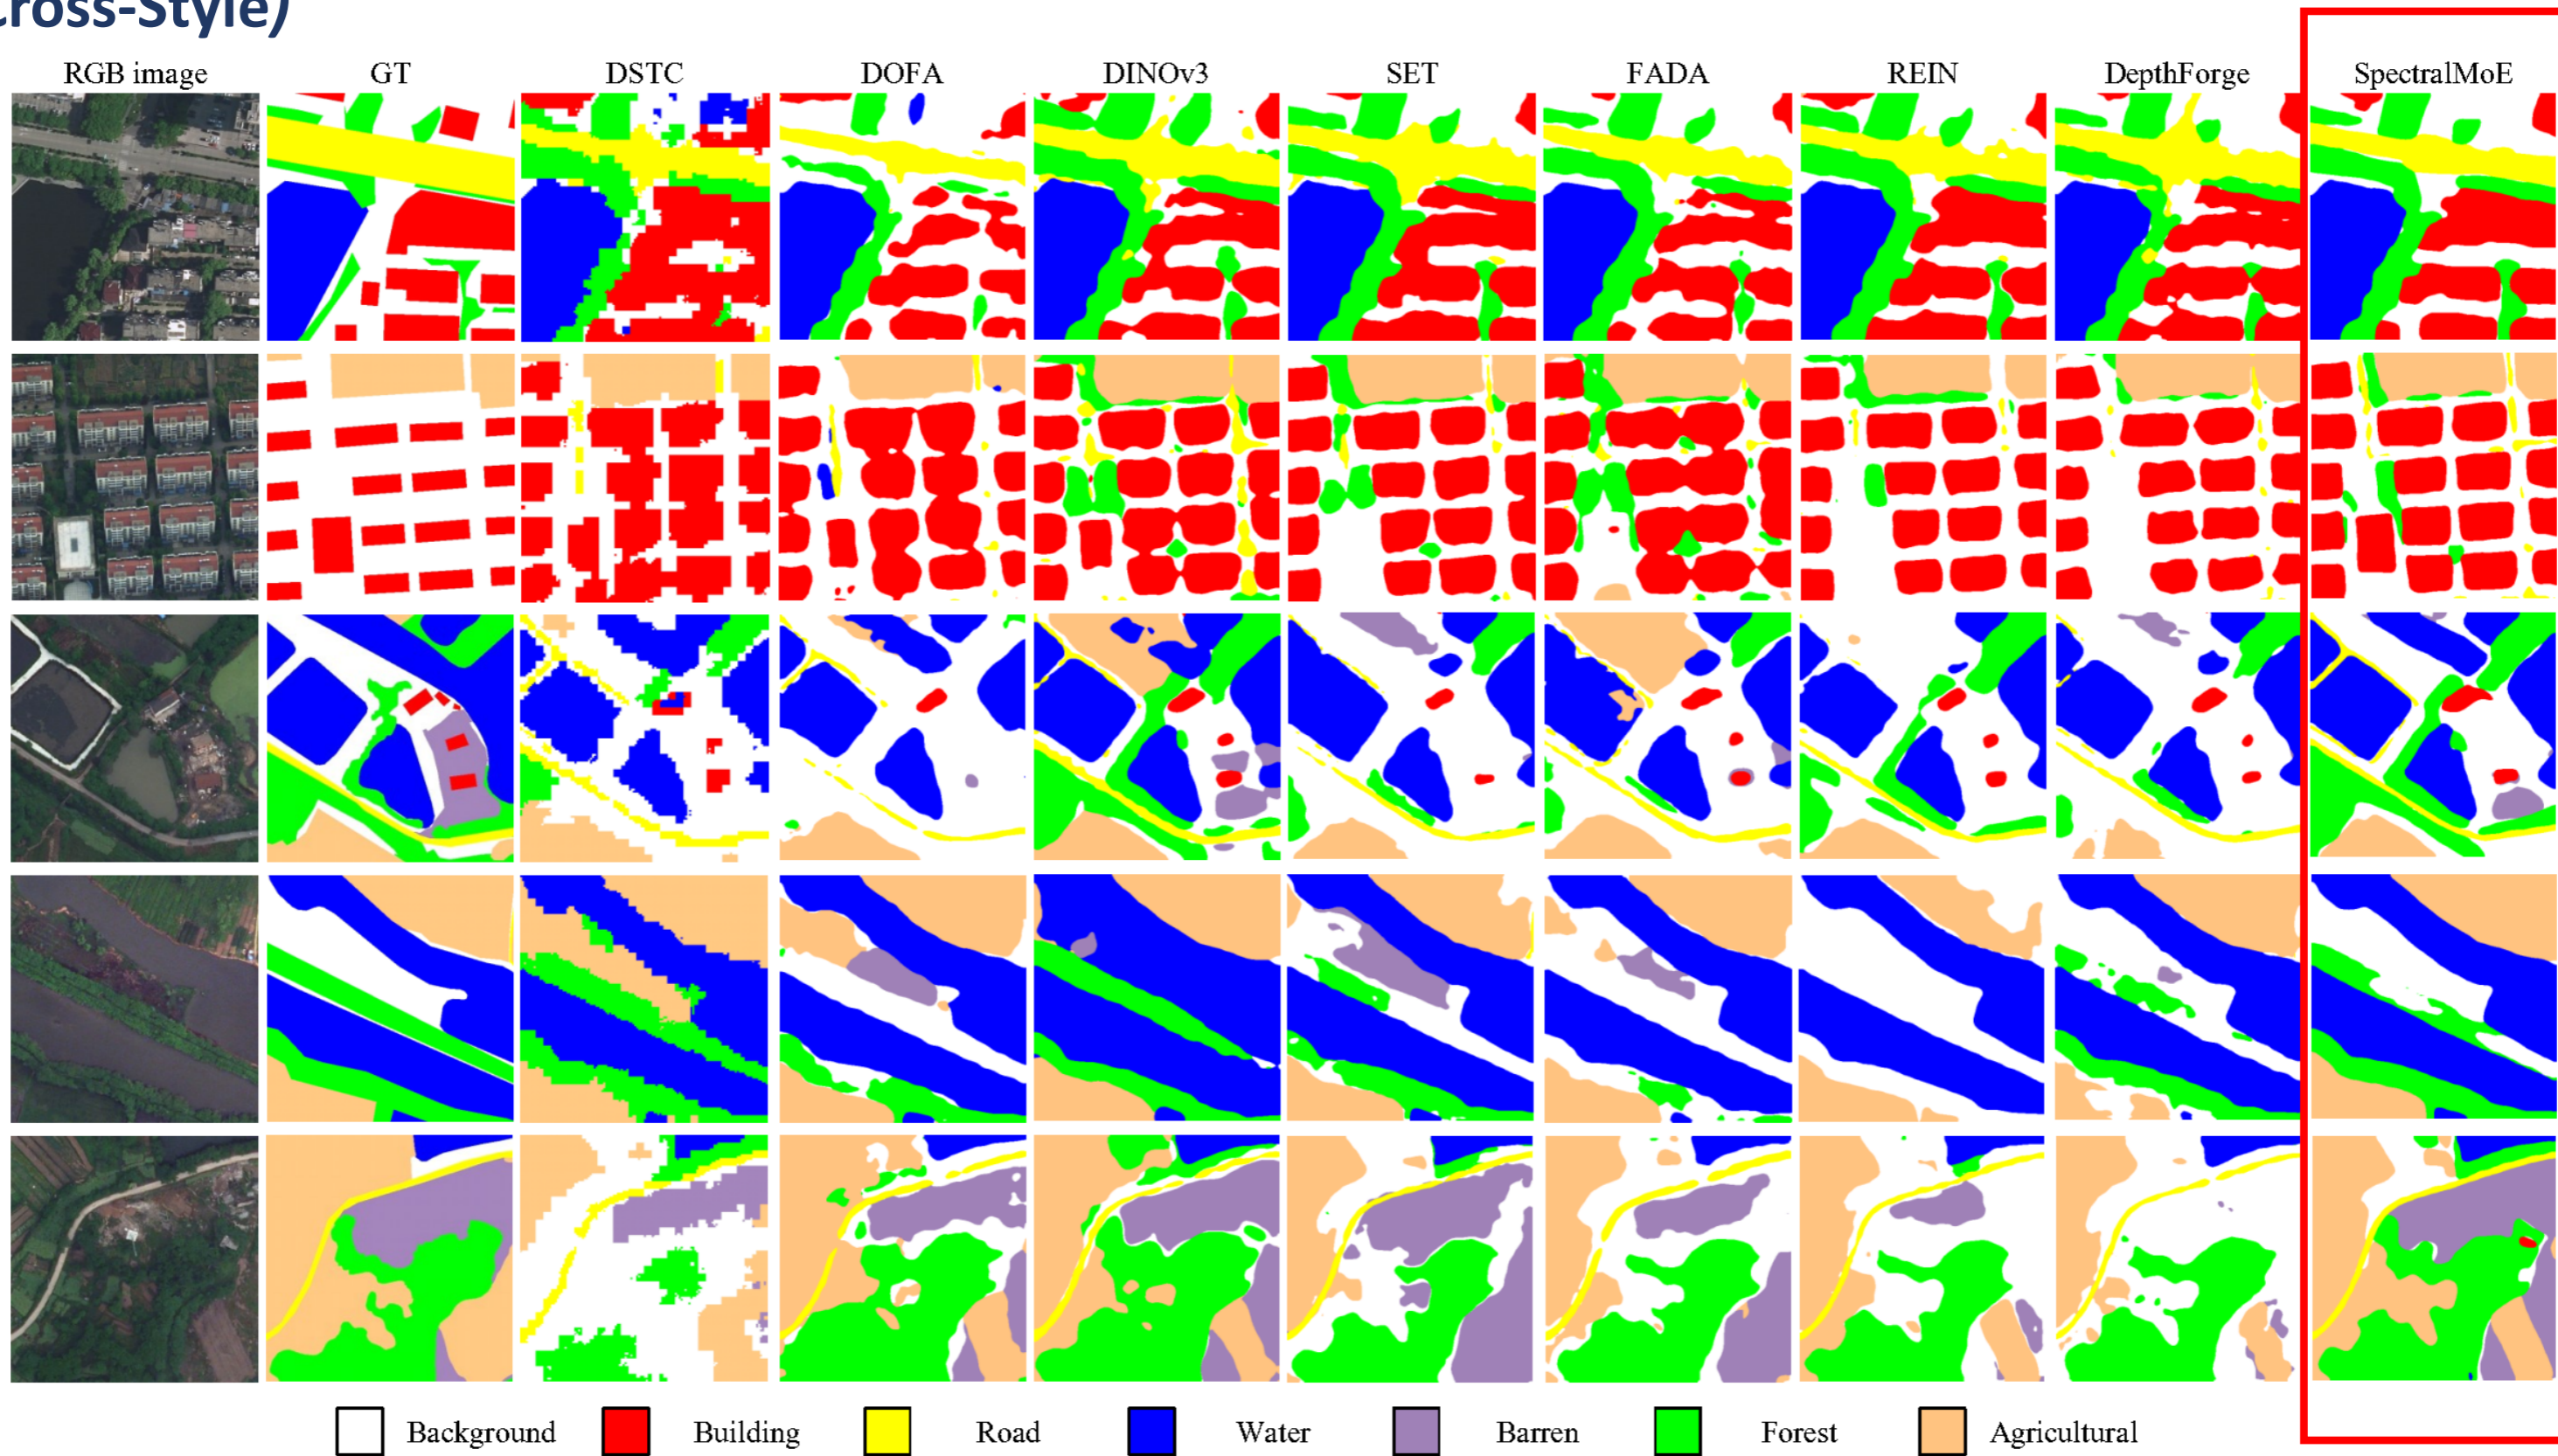 ross-Style)
RGB image GT DSTC DOFA DINOv3 SET FADA REIN DepthForge SpectralMoE
Background Building Road Water Barren Forest Agricultural